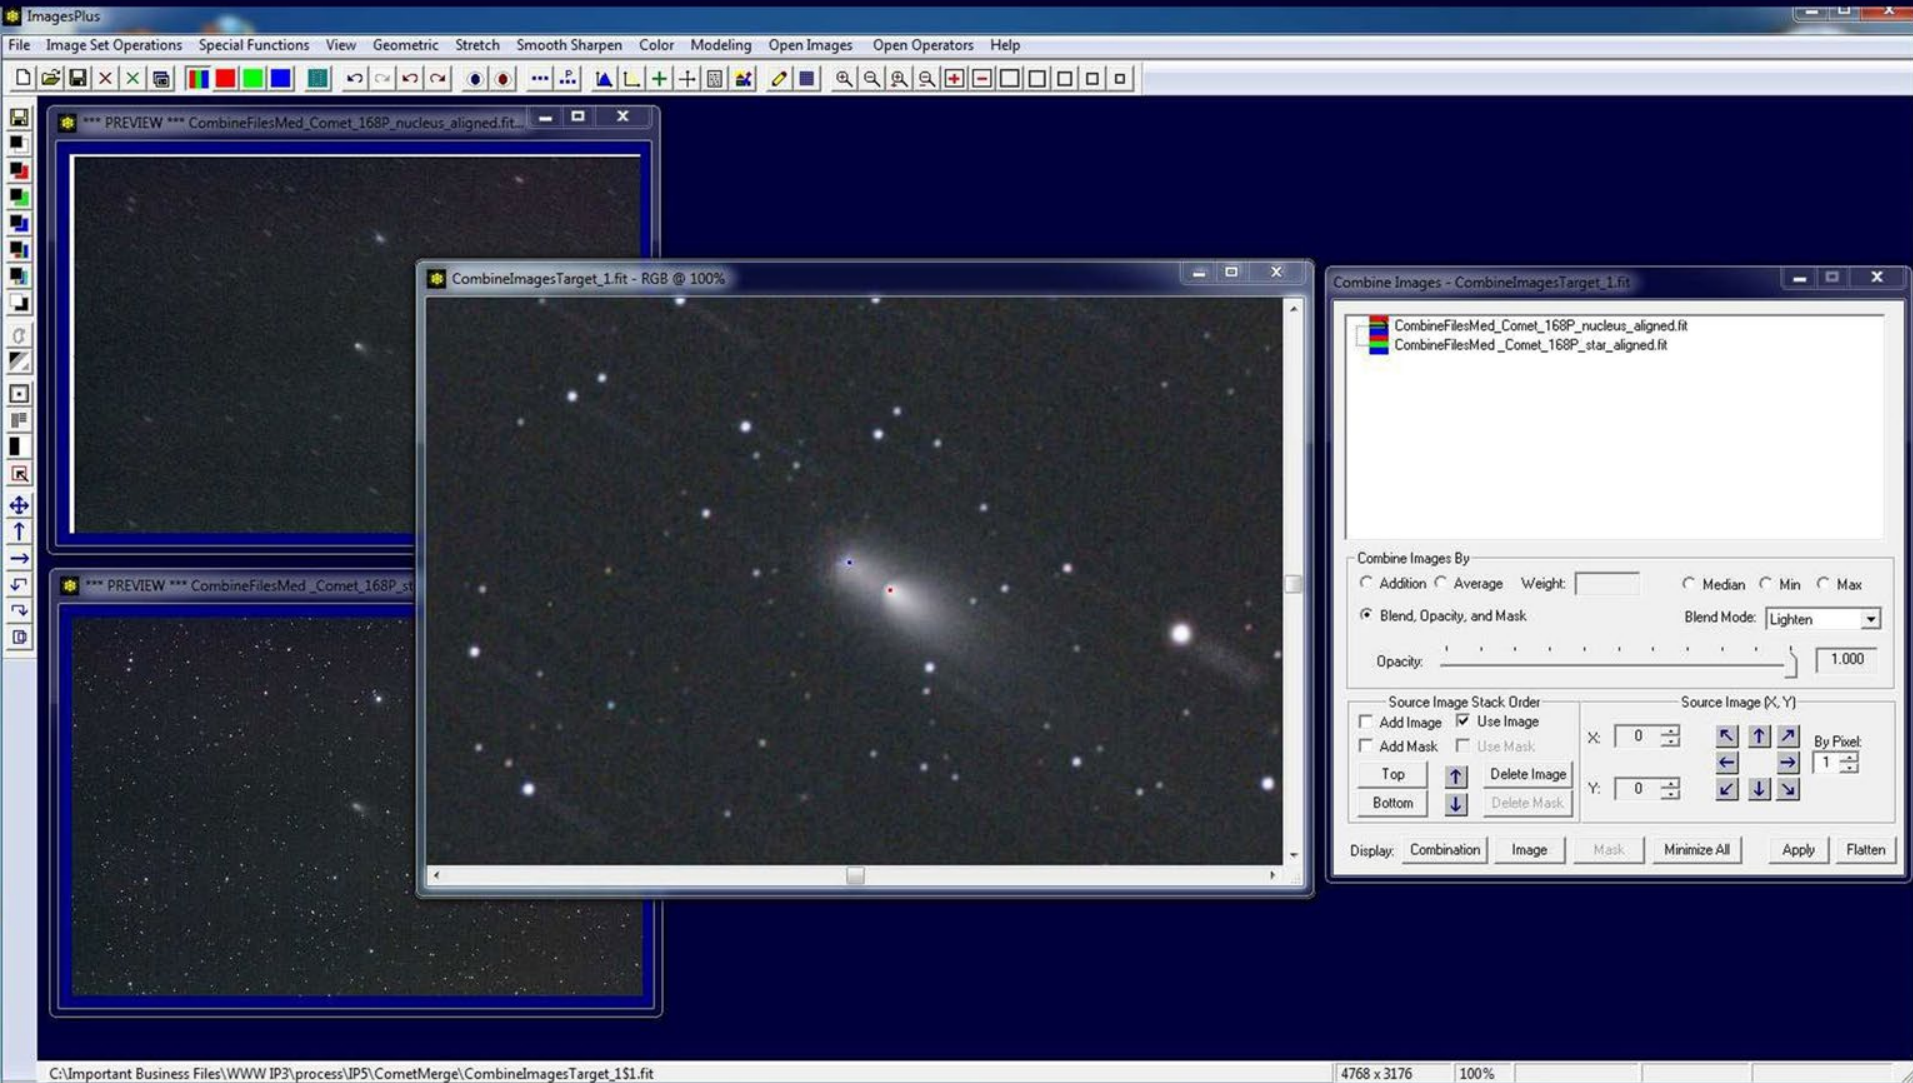 ImagesPlus
File Image Set Operations Special Functions View Geometric Stretch Smooth Sharpen Color Modeling Open Images Open Operators Help
*** PREVIEW *** CombineFilesMed_Comet_168P_nucleus_aligned.fit...
CombineImagesTarget_1.fit - RGB @ 100%
Combine Images - CombineImagesTarget_1.fit
CombineFilesMed_Comet_168P_nucleus_aligned.fit
CombineFilesMed _Comet_168P_star_aligned.fit
Combine Images By
Addition Average Weight: Median Min Max
Blend, Opacity, and Mask Blend Mode: Lighten
Opacity: 1.000
*** PREVIEW *** CombineFilesMed _Comet_168P_st
Source Image Stack Order
Add Image Use Image
Add Mask Use Mask
Top Delete Image
Bottom Delete Mask
Source Image (X, Y)
X: 0
Y: 0
By Pixel:
1
Display: Combination Image Mask Minimize All Apply Flatten
C:\Important Business Files\WWW IP3\process\IP5\CometMerge\CombineImagesTarget_1$1.fit 4768 x 3176 100%